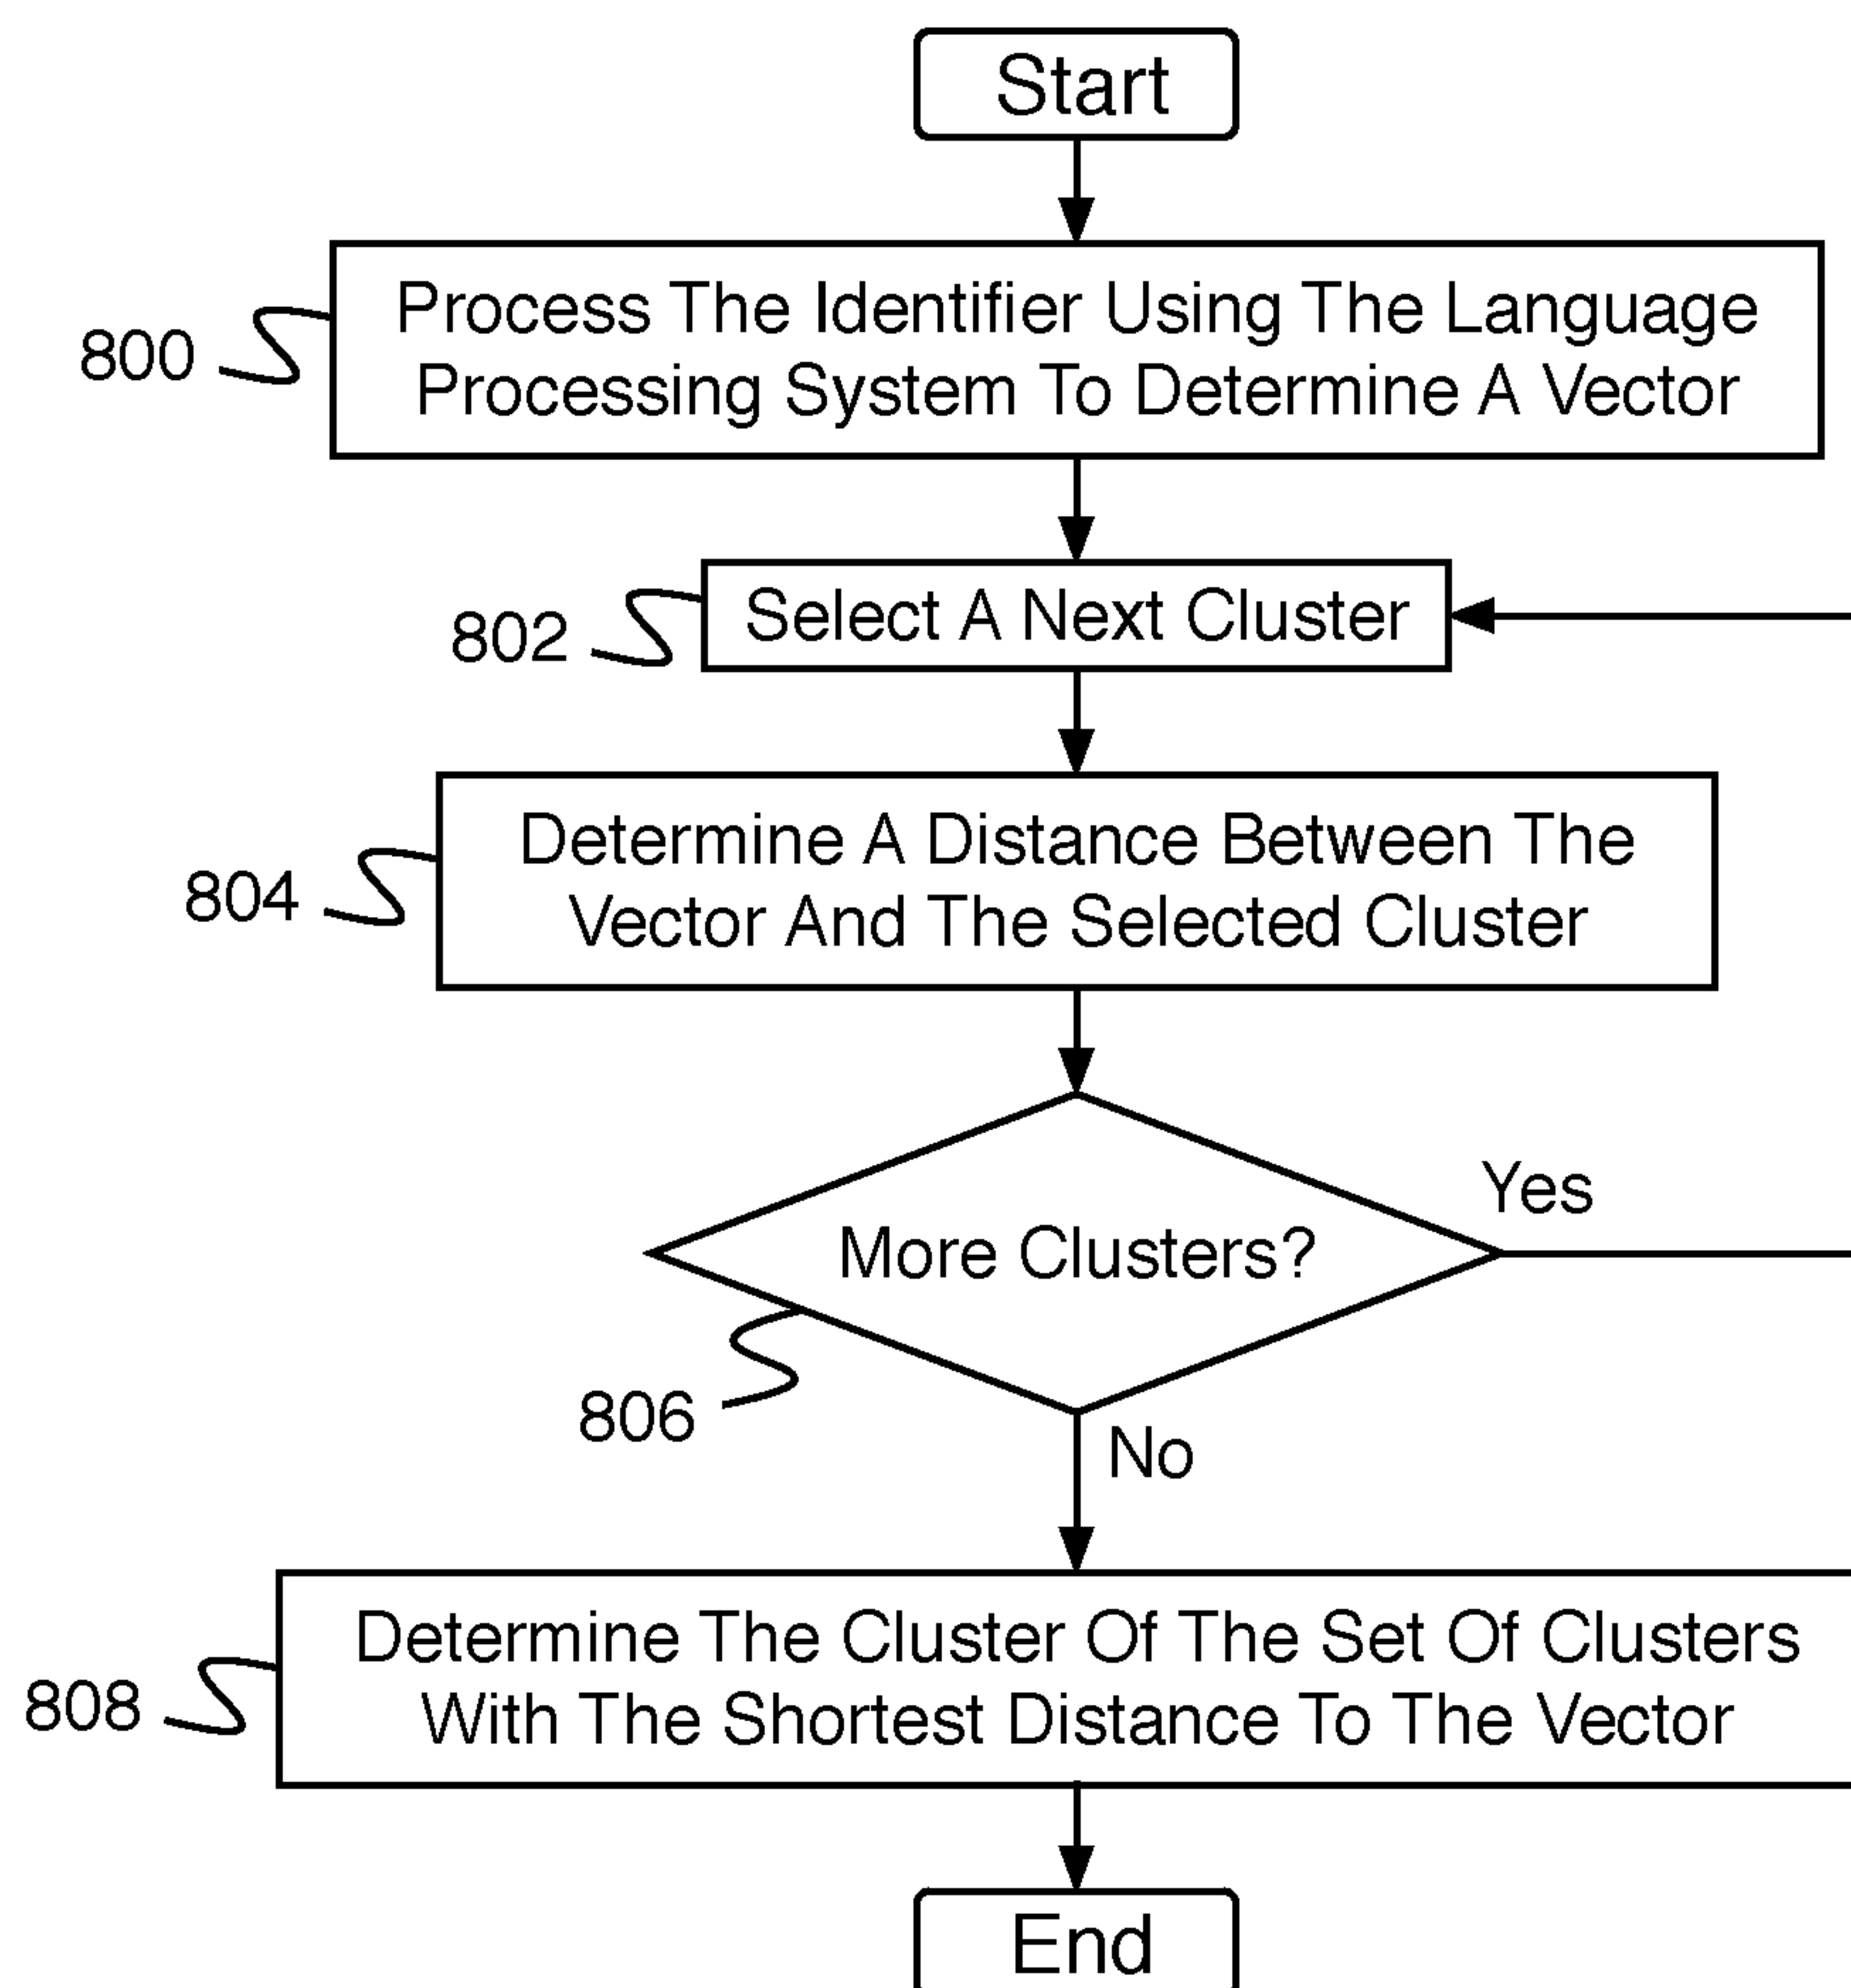 Start
800
Process The Identifier Using The Language
Processing System To Determine A Vector
802
Select A Next Cluster
804
Determine A Distance Between The
Vector And The Selected Cluster
More Clusters?
Yes
806
No
808
Determine The Cluster Of The Set Of Clusters
With The Shortest Distance To The Vector
End